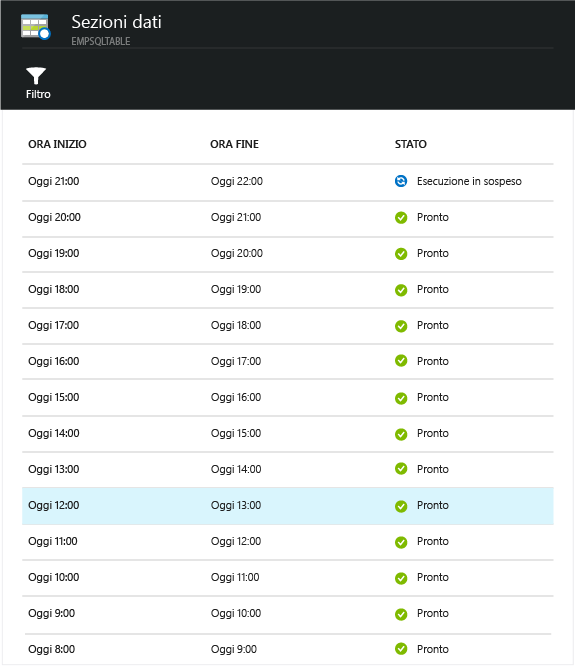 Sezioni dati
EMPSQLTABLE
Filtro
ORA INIZIO ORA FINE STATO
Oggi 21:00 Oggi 22:00 Esecuzione in sospeso
Oggi 20:00 Oggi 21:00 Pronto
Oggi 19:00 Oggi 20:00 Pronto
Oggi 18:00 Oggi 19:00 Pronto
Oggi 17:00 Oggi 18:00 Pronto
Oggi 16:00 Oggi 17:00 Pronto
Oggi 15:00 Oggi 16:00 Pronto
Oggi 14:00 Oggi 15:00 Pronto
Oggi 13:00 Oggi 14:00 Pronto
Oggi 12:00 Oggi 13:00 Pronto
Oggi 11:00 Oggi 12:00 Pronto
Oggi 10:00 Oggi 11:00 Pronto
Oggi 9:00 Oggi 10:00 Pronto
Oggi 8:00 Oggi 9:00 Pronto